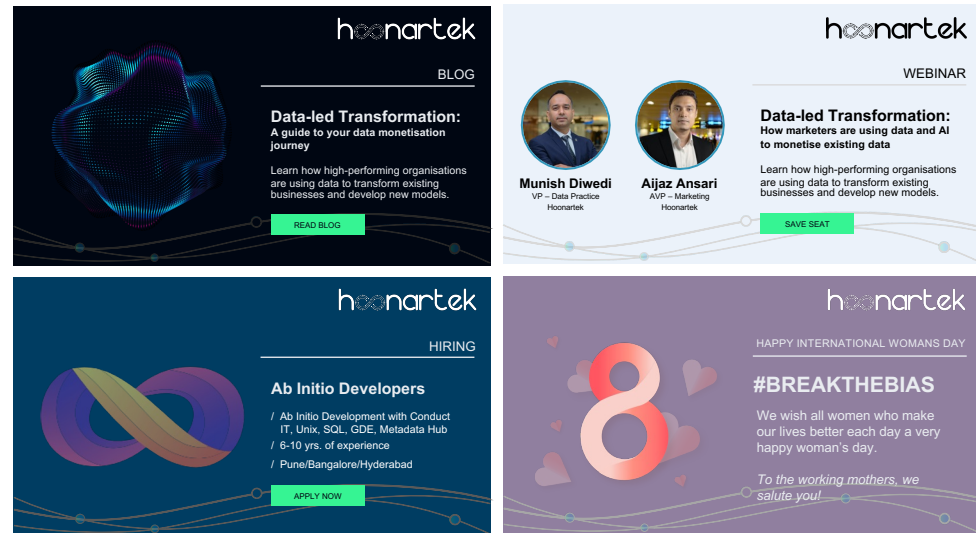 hoonartek
BLOG
Data-led Transformation:
A guide to your data monetisation
journey
Learn how high-performing organisations
are using data to transform existing
businesses and develop new models.
READ BLOG
hoonartek
WEBINAR
Munish Diwedi
VP – Data Practice
Hoonartek
Aijaz Ansari
AVP – Marketing
Hoonartek
Data-led Transformation:
How marketers are using data and AI
to monetise existing data
Learn how high-performing organisations
are using data to transform existing
businesses and develop new models.
SAVE SEAT
hoonartek
HIRING
Ab Initio Developers
/ Ab Initio Development with Conduct
IT, Unix, SQL, GDE, Metadata Hub
/ 6-10 yrs. of experience
/ Pune/Bangalore/Hyderabad
APPLY NOW
hoonartek
HAPPY INTERNATIONAL WOMANS DAY
8
#BREAKTHEBIAS
We wish all women who make
our lives better each day a very
happy woman's day.
To the working mothers, we
salute you!